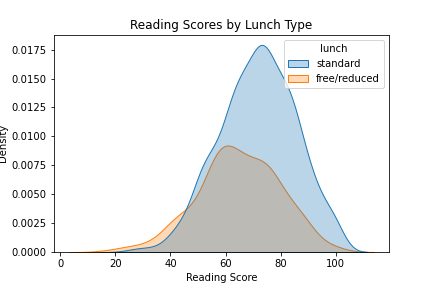 Reading Scores by Lunch Type
lunch
standard
free/reduced
0.0175
0.0150
0.0125
0.0100
0.0075
0.0050
0.0025
0.0000
Density
0 20 40 60 80 100
Reading Score